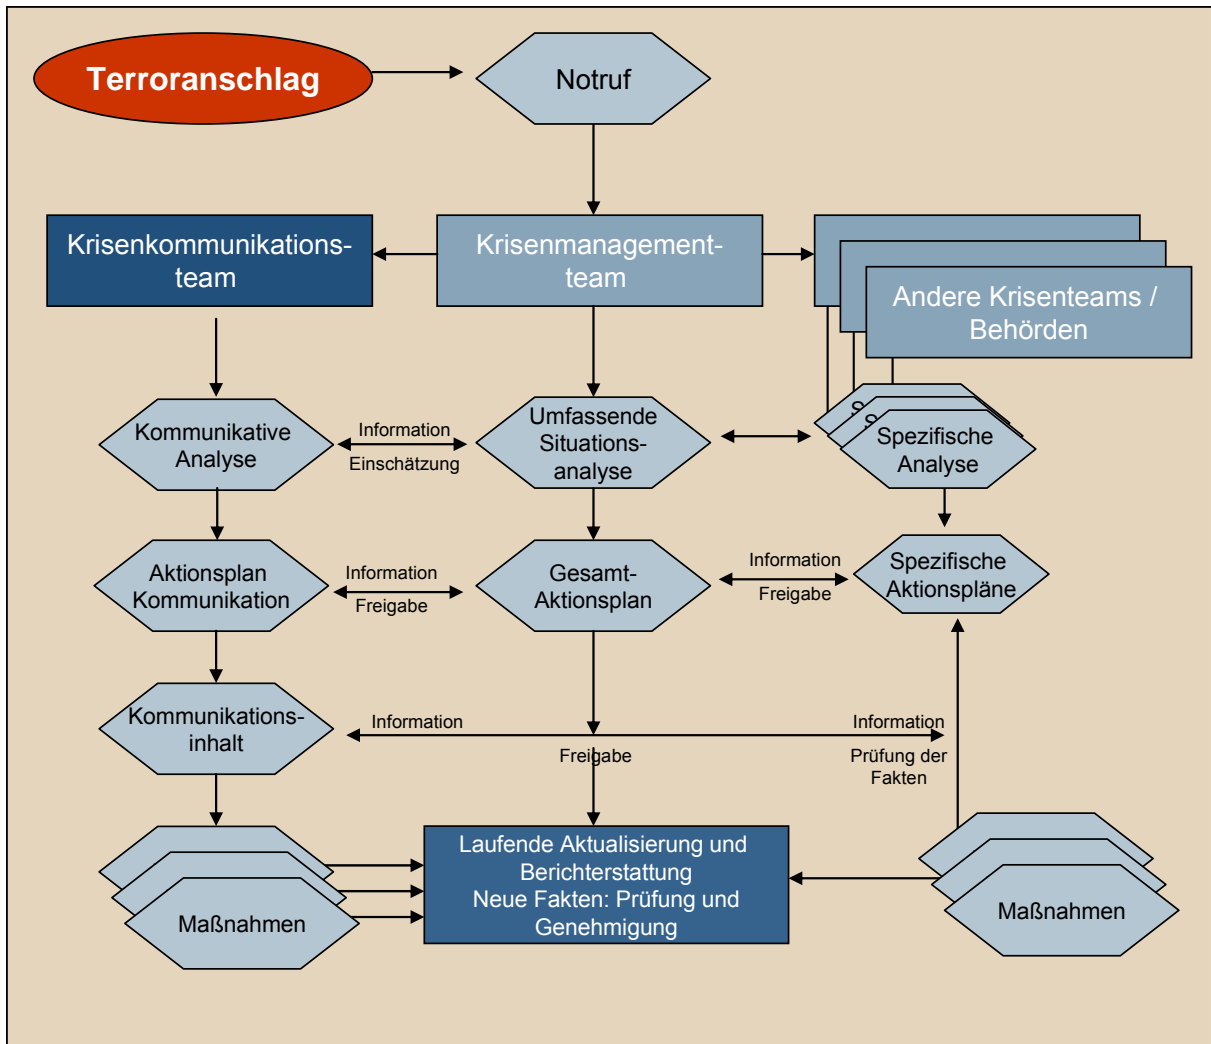 Terroranschlag
Notruf
Krisenkommunikations-
team
Krisenmanagement-
team
Andere Krisenteams /
Behörden
Kommunikative
Analyse
Information
Einschätzung
Umfassende
Situations-
analyse
S
S
Spezifische
Analyse
Aktionsplan
Kommunikation
Information
Freigabe
Gesamt-
Aktionsplan
Information
Freigabe
Spezifische
Aktionspläne
Kommunikations-
inhalt
Information
Freigabe
Information
Prüfung der
Fakten
Maßnahmen
Laufende Aktualisierung und
Berichterstattung
Neue Fakten: Prüfung und
Genehmigung
Maßnahmen